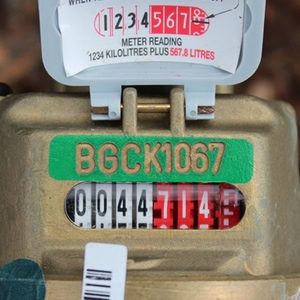 1234567
METER READING
1234 KILOLITRES PLUS 567.8 LITRES
BGCK1067
0044714